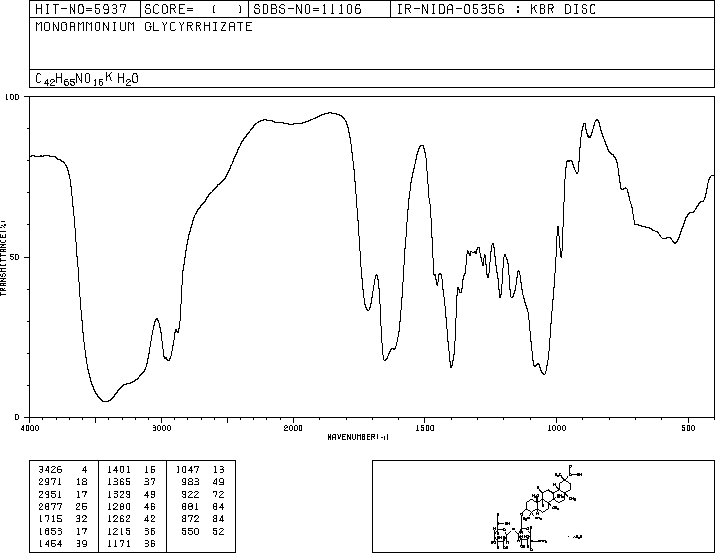 HIT-NO=5937 SCORE= ( ) SDBS-NO=11106 IR-NIDA-05356 : KBR DISC
MONOAMMONIUM GLYCYRRHIZATE
C42H65NO16K H2O
100
50
0
TRANSMITTANCE(%)
4000 3000 2000 1500 1000 500
WAVENUMBER(-1)
3426 4 1401 16 1047 13
2971 18 1365 37 983 49
2951 17 1329 49 922 72
2877 26 1280 46 881 84
1715 32 1262 42 872 84
1653 17 1215 36 550 52
1454 39 1171 36